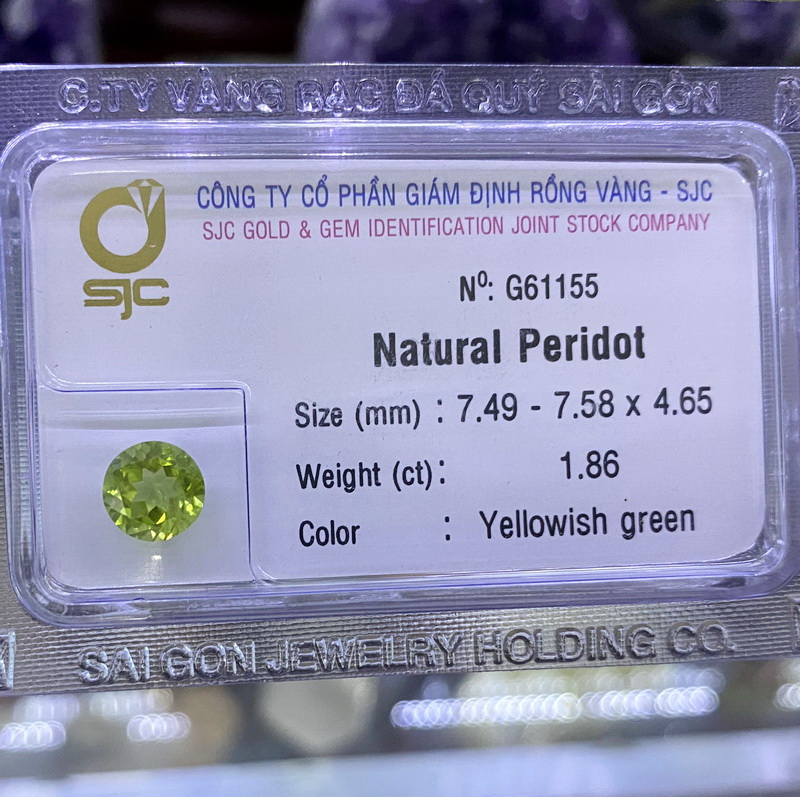 C.TY VÀNG BẠC ĐÁ QUÝ SÀI GÒN
CÔNG TY CỔ PHẦN GIÁM ĐỊNH RỒNG VÀNG - SJC
SJC GOLD & GEM IDENTIFICATION JOINT STOCK COMPANY
SJC
Nº: G61155
Natural Peridot
Size (mm) : 7.49 - 7.58 x 4.65
Weight (ct): 1.86
Color : Yellowish green
SAI GON JEWELRY HOLDING CO.